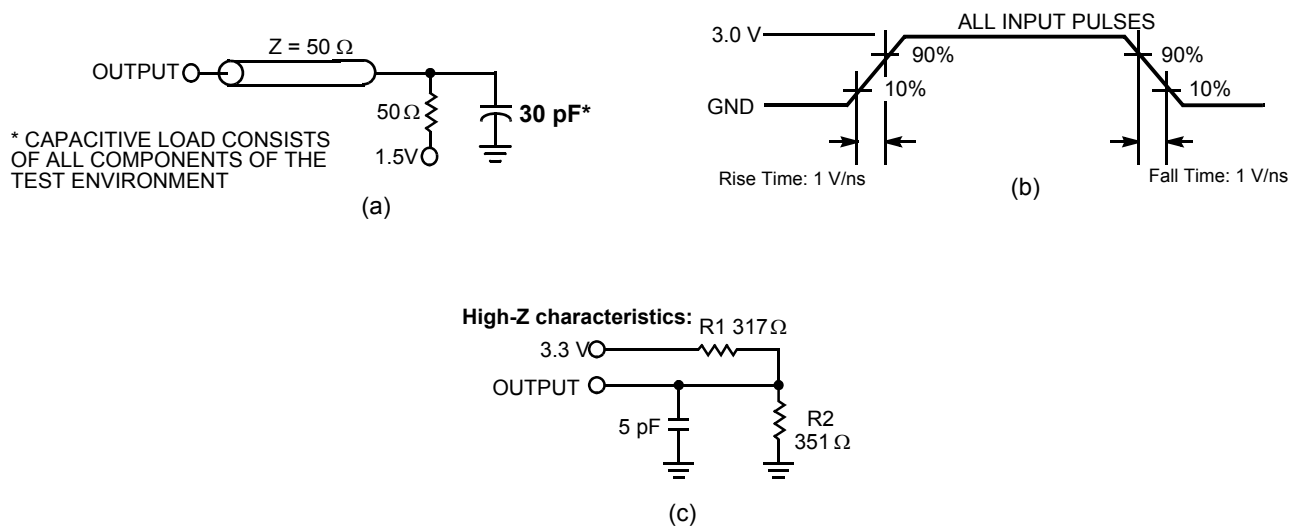 Z = 50 Ω
OUTPUT
50 Ω
30 pF*
1.5V
* CAPACITIVE LOAD CONSISTS
OF ALL COMPONENTS OF THE
TEST ENVIRONMENT
(a)
ALL INPUT PULSES
3.0 V
90%
90%
10%
10%
GND
Rise Time: 1 V/ns
Fall Time: 1 V/ns
(b)
High-Z characteristics:
R1 317 Ω
3.3 V
OUTPUT
5 pF
R2
351 Ω
(c)